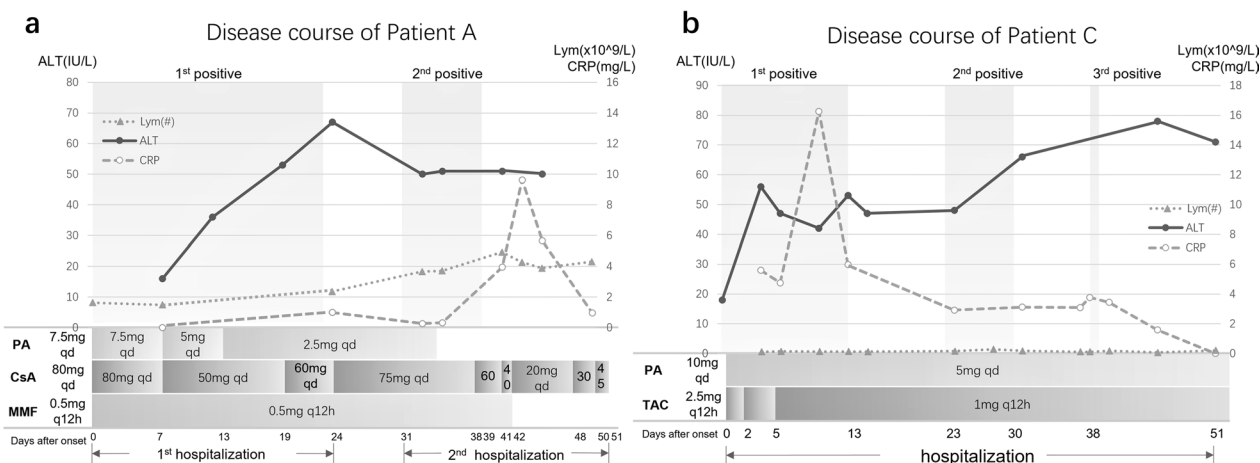 a
Disease course of Patient A
ALT(IU/L)
Lym(x10^9/L)
CRP(mg/L)
1st positive
2nd positive
80
70
60
50
40
30
20
10
0
16
14
12
10
8
6
4
2
0
Lym(#)
ALT
CRP
PA
7.5mg qd
7.5mg qd
5mg qd
2.5mg qd
CsA
80mg qd
80mg qd
50mg qd
60mg qd
75mg qd
60
40
20mg qd
30
45
MMF
0.5mg q12h
0.5mg q12h
Days after onset
0 7 13 19 24 31 38 39 41 42 48 50 51
1st hospitalization
2nd hospitalization
b
Disease course of Patient C
ALT(IU/L)
Lym(x10^9/L)
CRP(mg/L)
1st positive
2nd positive
3rd positive
90
80
70
60
50
40
30
20
10
0
18
16
14
12
10
8
6
4
2
0
Lym(#)
ALT
CRP
PA
10mg qd
5mg qd
TAC
2.5mg q12h
1mg q12h
Days after onset
0 2 5 13 23 30 38 51
hospitalization